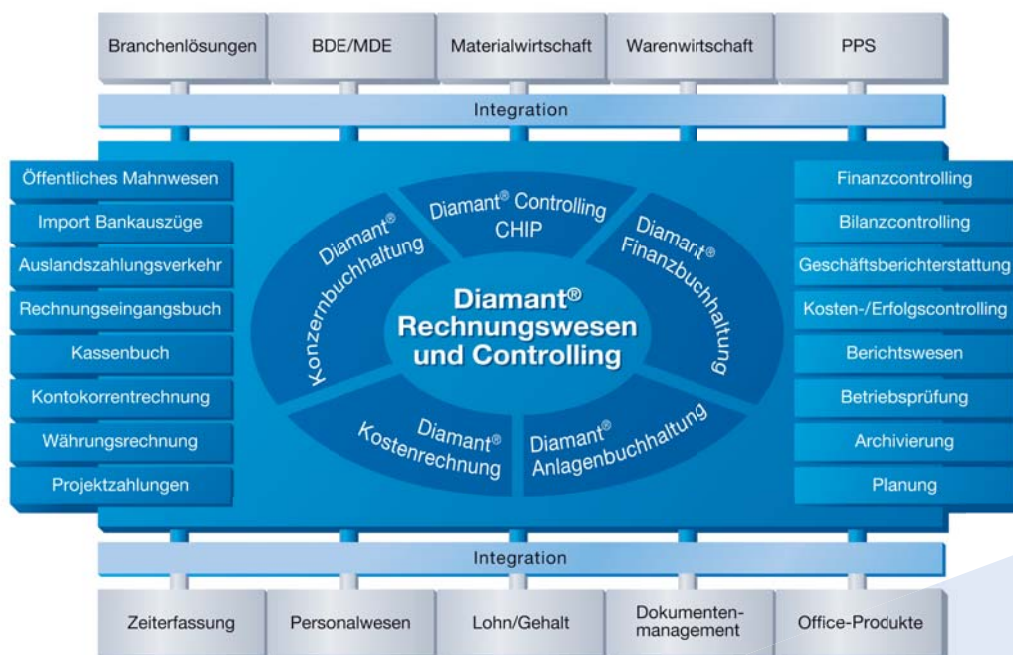 Branchenlösungen
BDE/MDE
Materialwirtschaft
Warenwirtschaft
PPS
Integration
Öffentliches Mahnwesen
Import Bankauszüge
Auslandszahlungsverkehr
Rechnungseingangsbuch
Kassenbuch
Kontokorrentrechnung
Währungsrechnung
Projektzahlungen
Diamant®
Konzernbuchhaltung
Diamant® Controlling
CHIP
Diamant®
Finanzbuchhaltung
Diamant®
Rechnungswesen
und Controlling
Diamant®
Kostenrechnung
Diamant®
Anlagenbuchhaltung
Finanzcontrolling
Bilanzcontrolling
Geschäftsberichterstattung
Kosten-/Erfolgscontrolling
Berichtswesen
Betriebsprüfung
Archivierung
Planung
Integration
Zeiterfassung
Personalwesen
Lohn/Gehalt
Dokumenten-
management
Office-Produkte